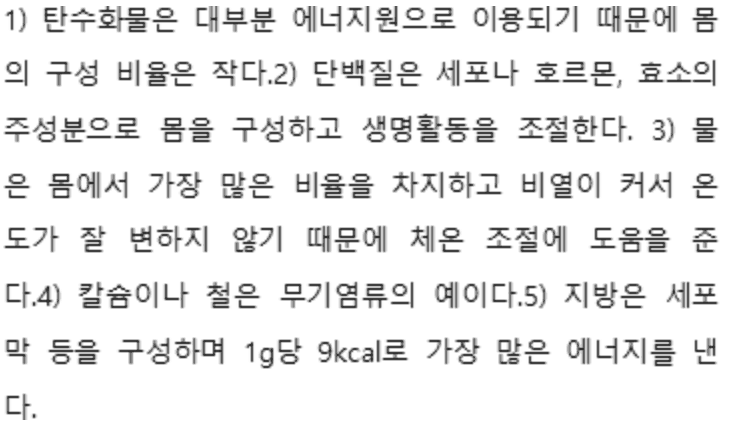 1) 탄수화물은 대부분 에너지원으로 이용되기 때문에 몸
의 구성 비율은 작다.2) 단백질은 세포나 호르몬, 효소의
주성분으로 몸을 구성하고 생명활동을 조절한다. 3) 물
은 몸에서 가장 많은 비율을 차지하고 비열이 커서 온
도가 잘 변하지 않기 때문에 체온 조절에 도움을 준
다.4) 칼슘이나 철은 무기염류의 예이다.5) 지방은 세포
막 등을 구성하며 1g당 9kcal로 가장 많은 에너지를 낸
다.